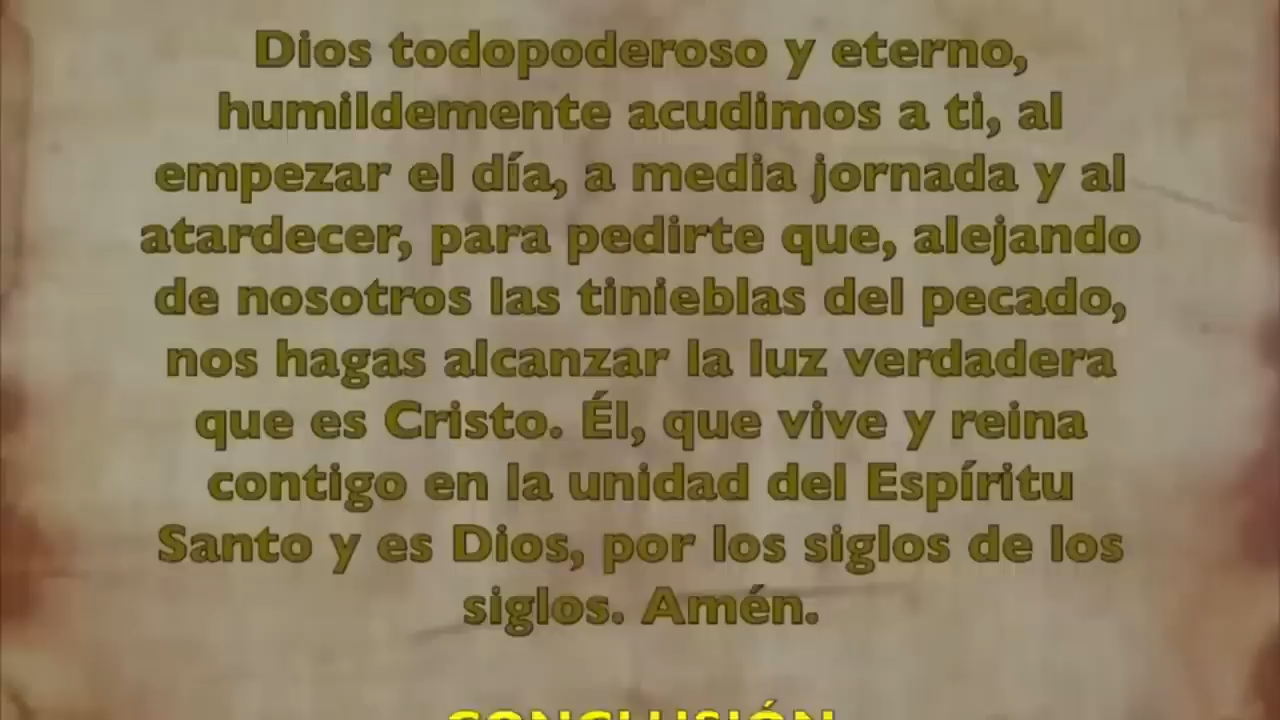 Dios todopoderoso y eterno,
humildemente acudimos a ti, al
empezar el día, a media jornada y al
atardecer, para pedirte que, alejando
de nosotros las tinieblas del pecado,
nos hagas alcanzar la luz verdadera
que es Cristo. Él, que vive y reina
contigo en la unidad del Espíritu
Santo y es Dios, por los siglos de los
siglos. Amén.
CONCLUSIÓN